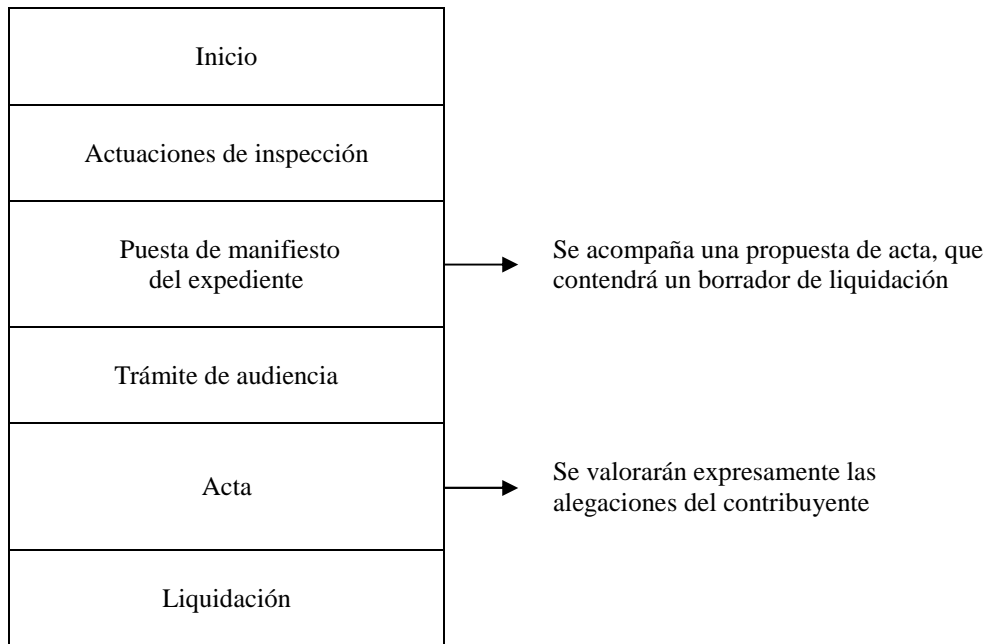 Inicio
Actuaciones de inspección
Puesta de manifiesto
del expediente
Se acompaña una propuesta de acta, que
contendrá un borrador de liquidación
Trámite de audiencia
Acta
Se valorarán expresamente las
alegaciones del contribuyente
Liquidación